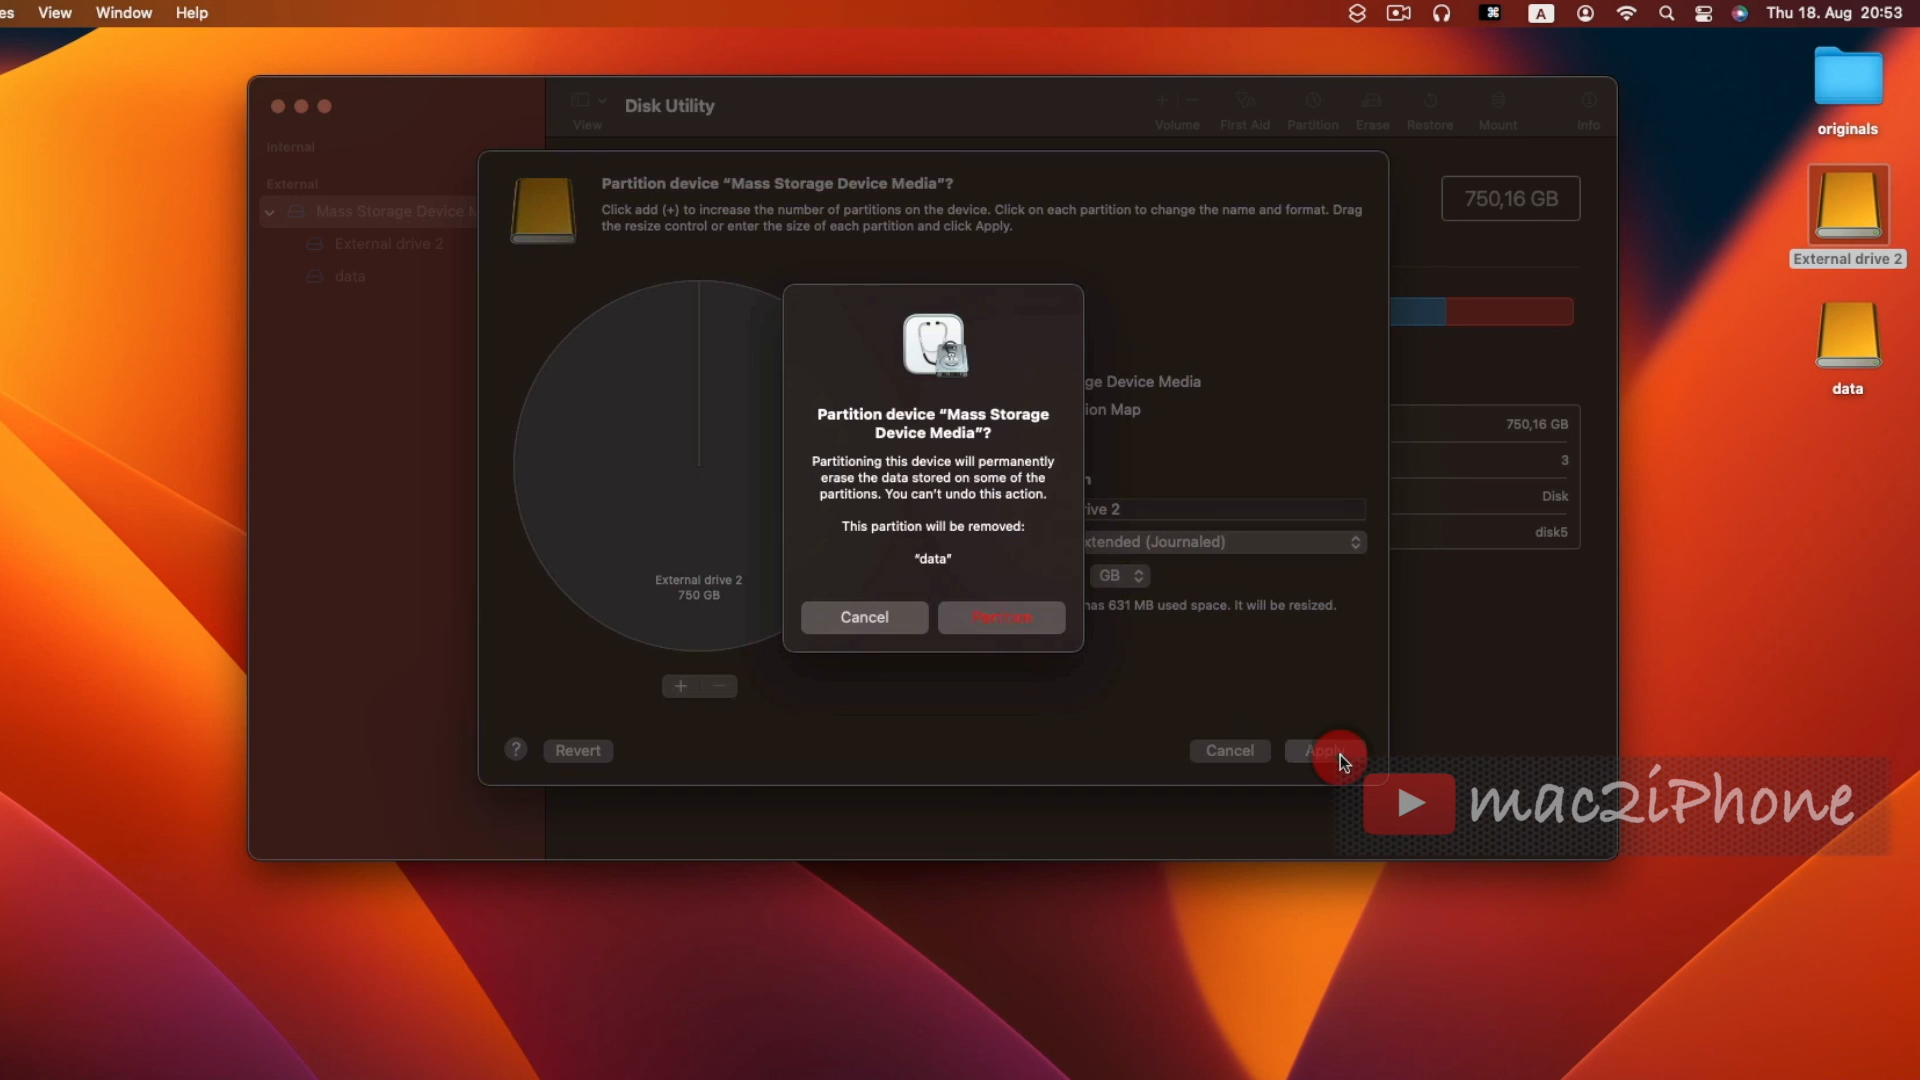 es View Window Help
Thu 18. Aug 20:53
originals
External drive 2
data
Disk Utility
View
Volume First Aid Partition Erase Restore Mount Info
Internal
External
Mass Storage Device M
External drive 2
data
Partition device “Mass Storage Device Media”?
Click add (+) to increase the number of partitions on the device. Click on each partition to change the name and format. Drag
the resize control or enter the size of each partition and click Apply.
750,16 GB
ge Device Media
ion Map
n
ive 2
xtended (Journaled)
GB
has 631 MB used space. It will be resized.
750,16 GB
3
Disk
disk5
External drive 2
750 GB
Partition device “Mass Storage
Device Media”?
Partitioning this device will permanently
erase the data stored on some of the
partitions. You can’t undo this action.
This partition will be removed:
“data”
Cancel Partition
? Revert Cancel Apply
mac2iPhone